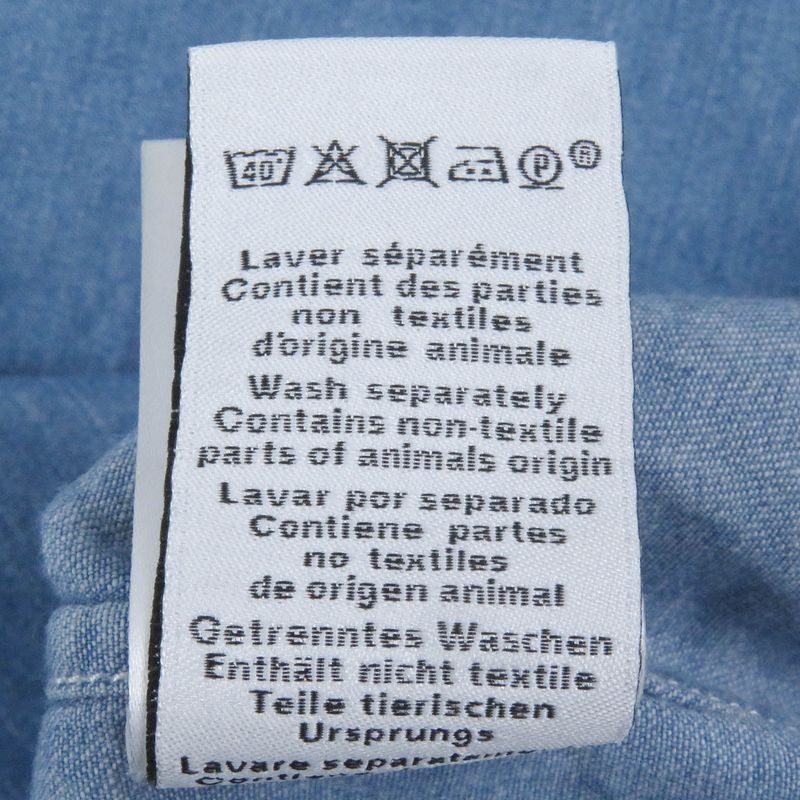 40° P ®
Laver séparément
Contient des parties
non textiles
d'origine animale
Wash separately
Contains non-textile
parts of animals origin
Lavar por separado
Contiene partes
no textiles
de origen animal
Getrenntes Waschen
Enthält nicht textile
Teile tierischen
Ursprungs
Lavare